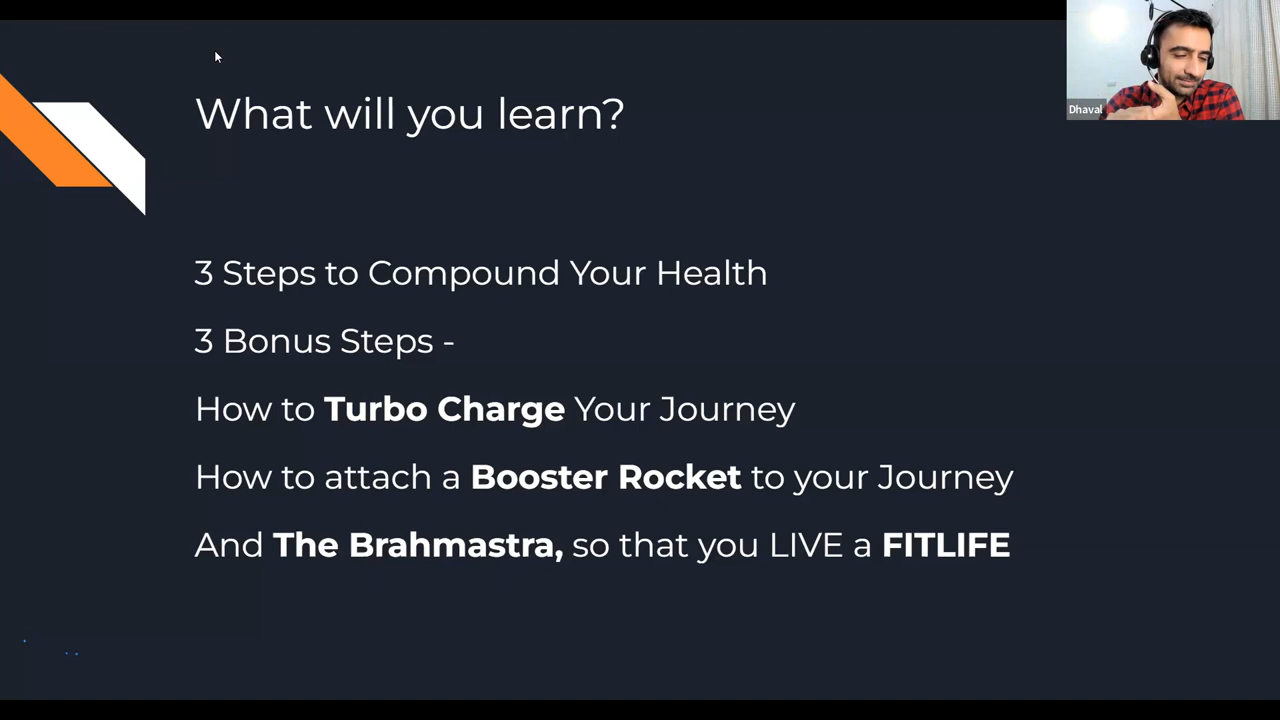 What will you learn?
Dhaval
3 Steps to Compound Your Health
3 Bonus Steps -
How to Turbo Charge Your Journey
How to attach a Booster Rocket to your Journey
And The Brahmastra, so that you LIVE a FITLIFE